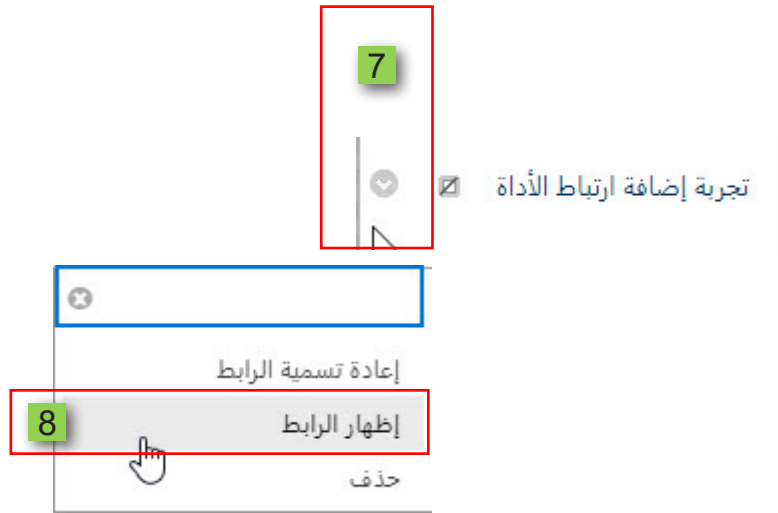 7
تجربة إضافة ارتباط الأداة
إعادة تسمية الرابط
إظهار الرابط
8
حذف